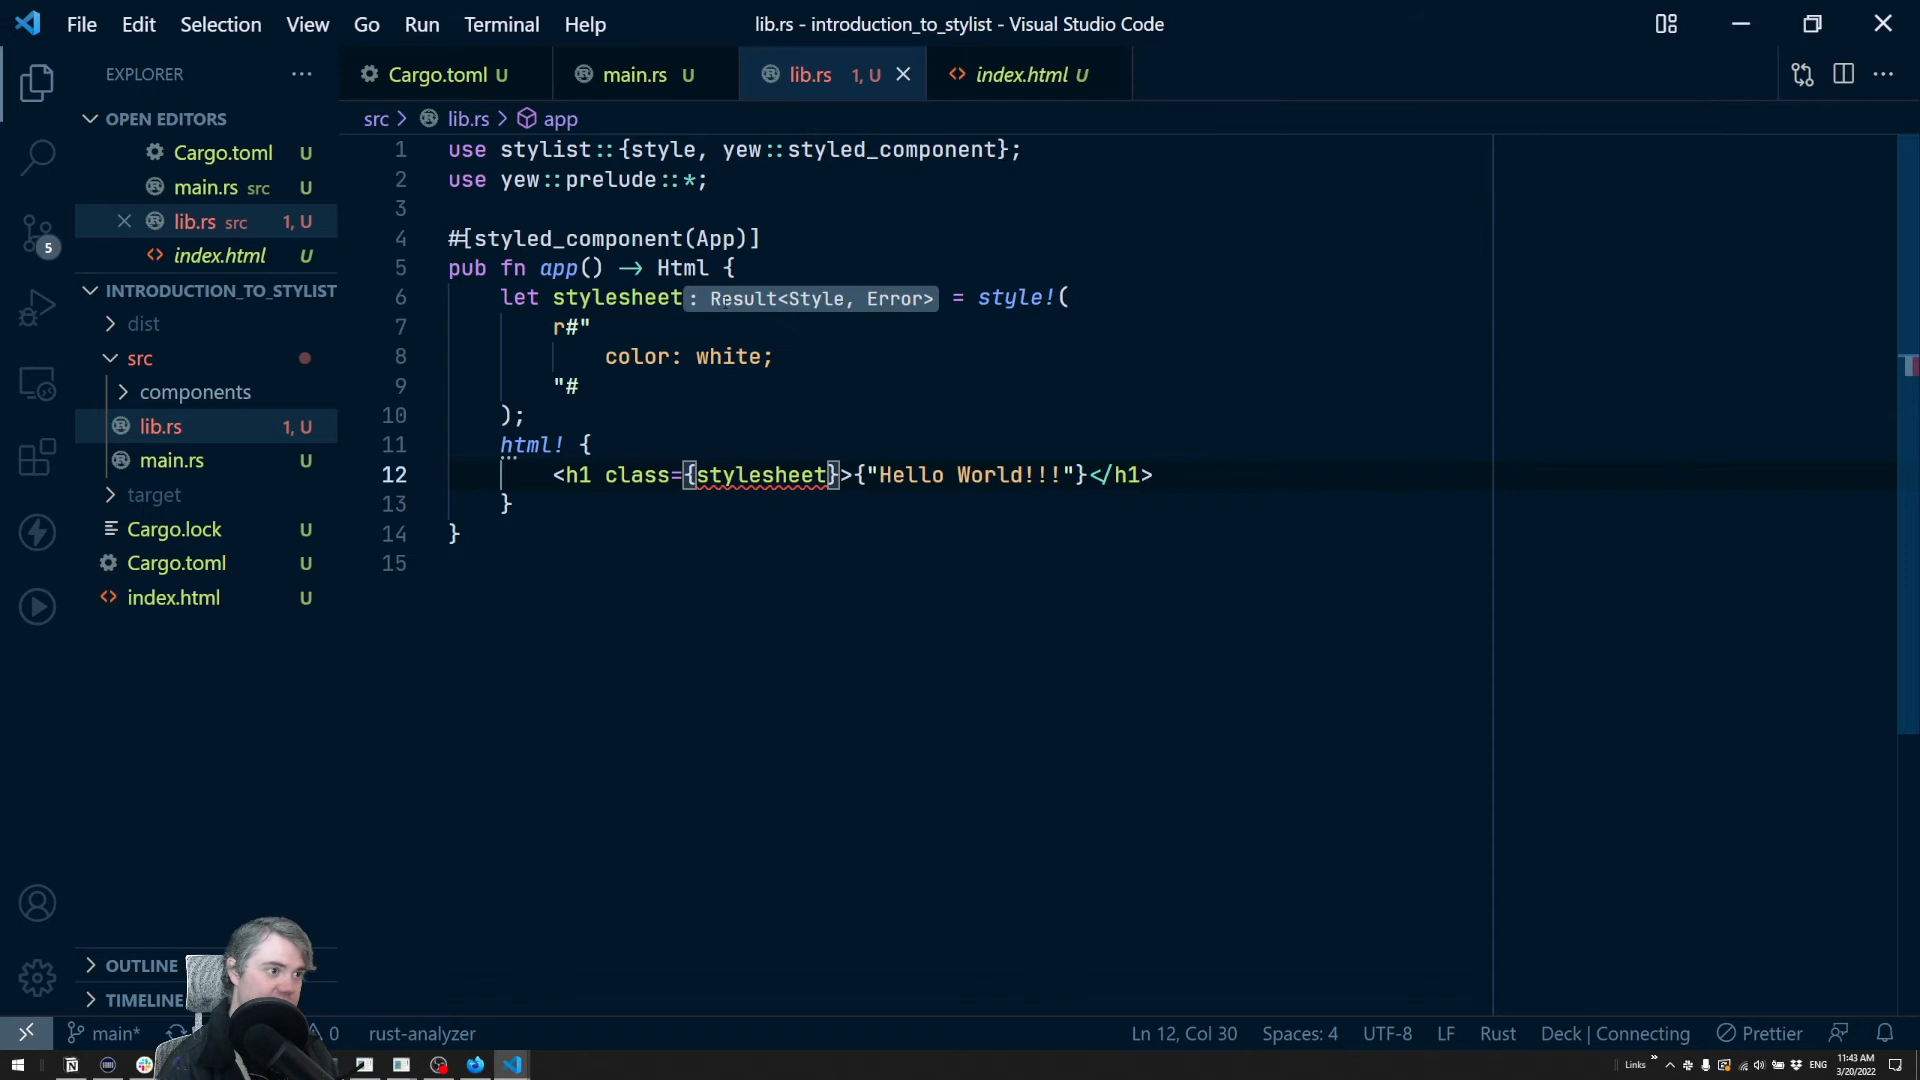 File Edit Selection View Go Run Terminal Help
lib.rs - introduction_to_stylist - Visual Studio Code
EXPLORER
Cargo.toml U
main.rs U
lib.rs 1, U
index.html U
OPEN EDITORS
Cargo.toml U
main.rs src U
lib.rs src 1, U
index.html U
INTRODUCTION_TO_STYLIST
dist
src
components
lib.rs 1, U
main.rs U
target
Cargo.lock U
Cargo.toml U
index.html U
OUTLINE
TIMELINE
5
src > lib.rs > app
1 use stylist::{style, yew::styled_component};
2 use yew::prelude::*;
3
4 #[styled_component(App)]
5 pub fn app() -> Html {
6 let stylesheet: Result<Style, Error> = style!(
7 r#"
8 color: white;
9 "#
10 );
11 html! {
12 <h1 class={stylesheet}>{"Hello World!!!"}</h1>
13 }
14 }
15
main* 0 rust-analyzer
Ln 12, Col 30 Spaces: 4 UTF-8 LF Rust Deck | Connecting Prettier
Links ENG
11:43 AM
3/20/2022